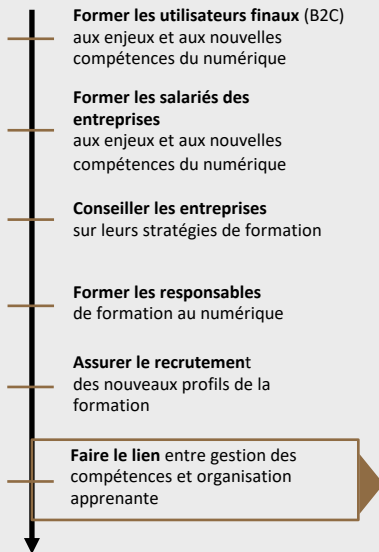 Former les utilisateurs finaux (B2C)
aux enjeux et aux nouvelles
compétences du numérique
Former les salariés des
entreprises
aux enjeux et aux nouvelles
compétences du numérique
Conseiller les entreprises
sur leurs stratégies de formation
Former les responsables
de formation au numérique
Assurer le recrutement
des nouveaux profils de la
formation
Faire le lien entre gestion des
compétences et organisation
apprenante